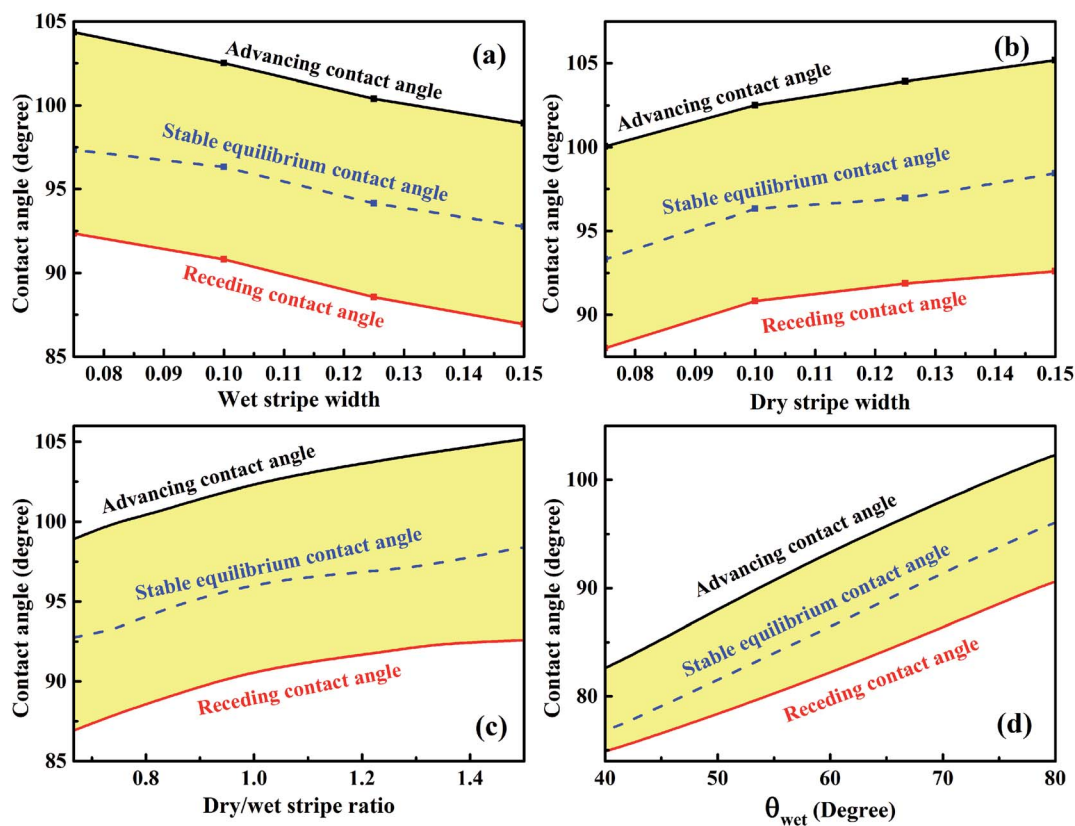 105
100
95
90
85
Contact angle (degree)
(a)
Advancing contact angle
Stable equilibrium contact angle
Receding contact angle
0.08 0.09 0.10 0.11 0.12 0.13 0.14 0.15
Wet stripe width
105
100
95
90
Contact angle (degree)
(b)
Advancing contact angle
Stable equilibrium contact angle
Receding contact angle
0.08 0.09 0.10 0.11 0.12 0.13 0.14 0.15
Dry stripe width
105
100
95
90
85
Contact angle (degree)
Advancing contact angle
Stable equilibrium contact angle
Receding contact angle
(c)
0.8 1.0 1.2 1.4
Dry/wet stripe ratio
100
90
80
Contact angle (degree)
Advancing contact angle
Stable equilibrium contact angle
Receding contact angle
(d)
40 50 60 70 80
θwet (Degree)